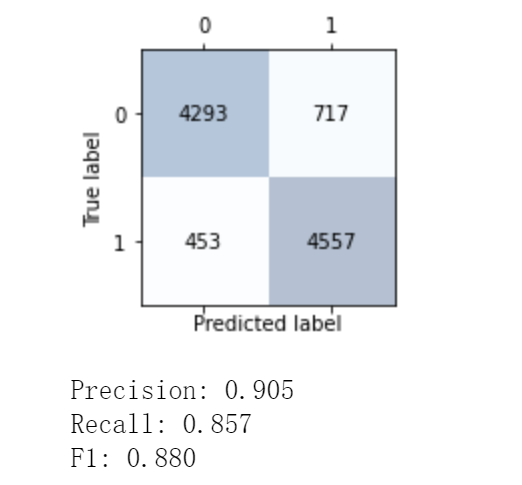 0 1
0 4293 717
True label
1 453 4557
Predicted label
Precision: 0.905
Recall: 0.857
F1: 0.880